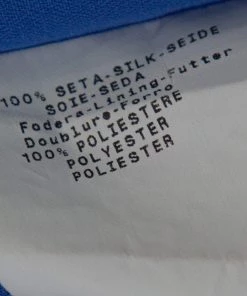 100% SETA-SILK-SEIDE
SOIE-SEDA
Fodera-Lining-Futter
Doublure-Forro
100% POLIESTERE
POLYESTER
POLIESTER